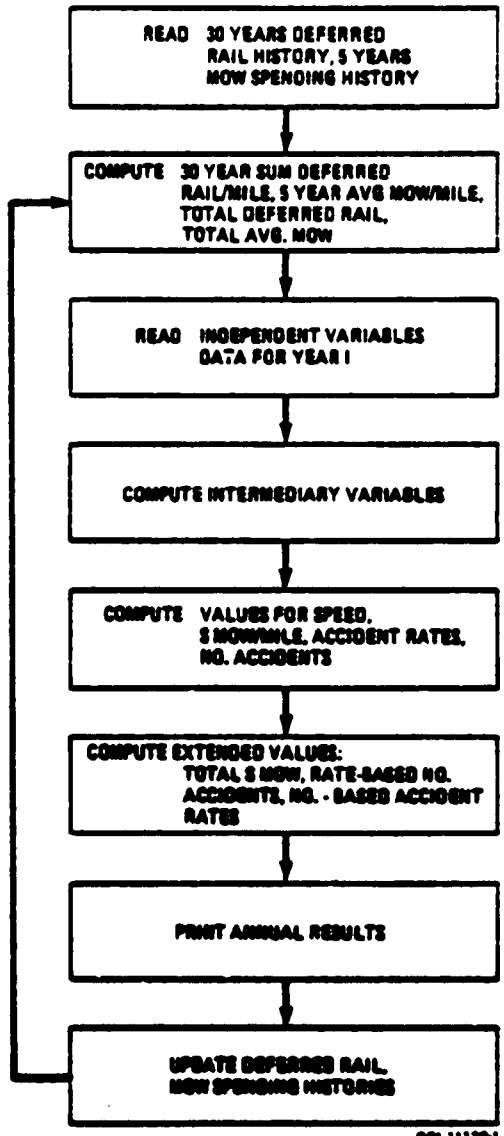 READ 30 YEARS DEFERRED
RAIL HISTORY, 5 YEARS
MOW SPENDING HISTORY
COMPUTE 30 YEAR SUM DEFERRED
RAIL/MILE, 5 YEAR AVG MOW/MILE,
TOTAL DEFERRED RAIL,
TOTAL AVG. MOW
READ INDEPENDENT VARIABLES
DATA FOR YEAR I
COMPUTE INTERMEDIARY VARIABLES
COMPUTE VALUES FOR SPEED,
$ MOW/MILE, ACCIDENT RATES,
NO. ACCIDENTS
COMPUTE EXTENDED VALUES:
TOTAL $ MOW, RATE-BASED NO.
ACCIDENTS, NO. - BASED ACCIDENT
RATES
PRINT ANNUAL RESULTS
UPDATE DEFERRED RAIL,
MOW SPENDING HISTORIES